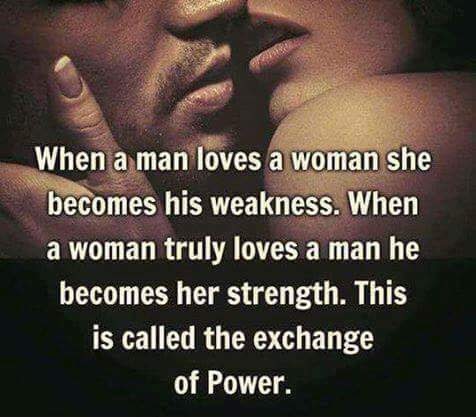 When a man loves a woman she
becomes his weakness. When
a woman truly loves a man he
becomes her strength. This
is called the exchange
of Power.